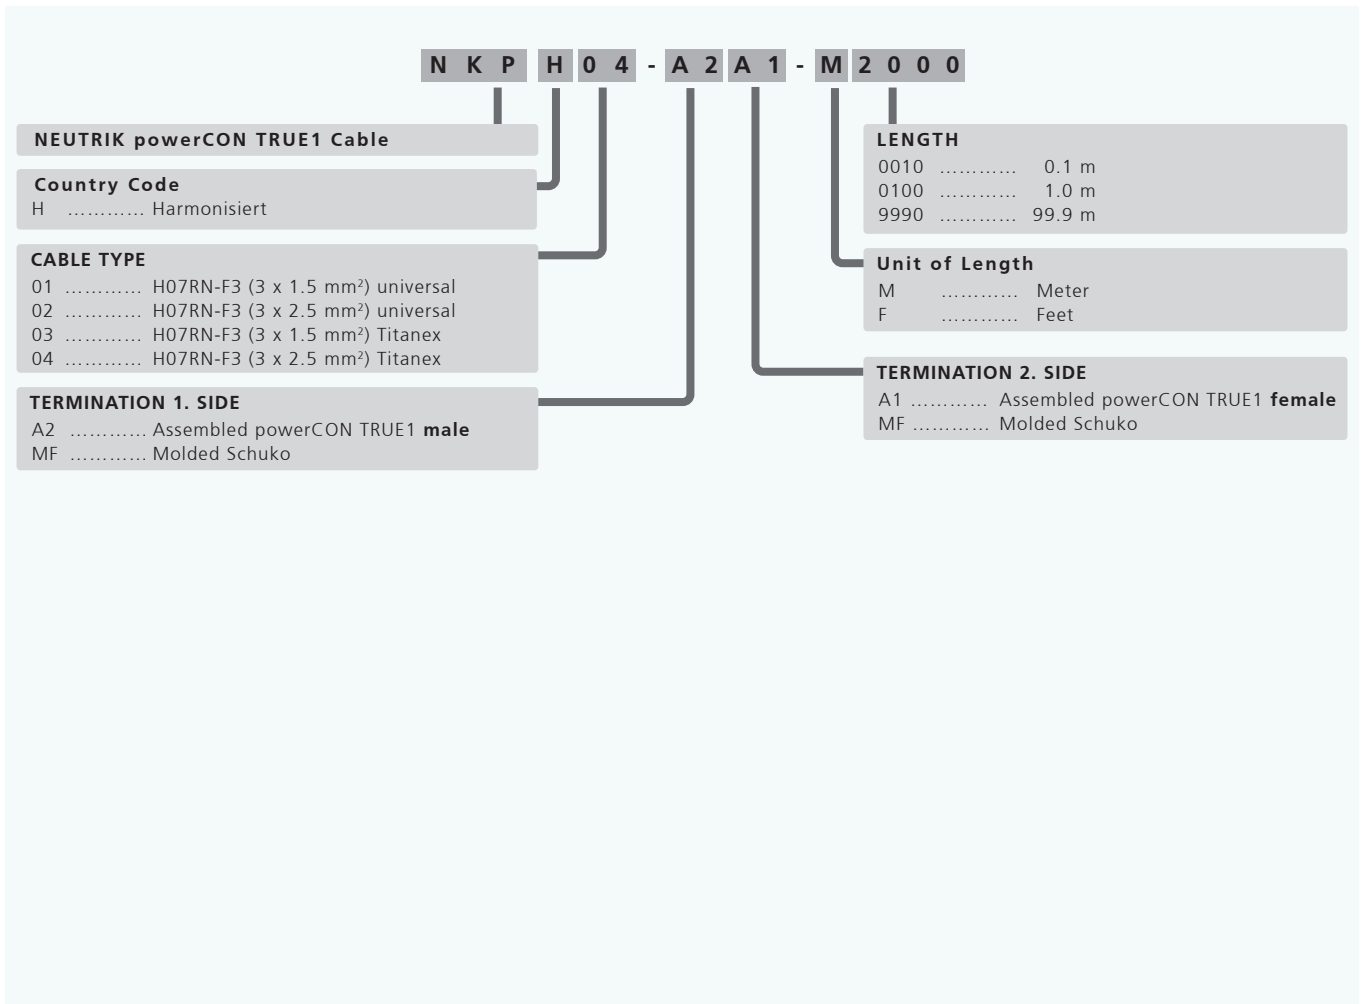 N K P H 0 4 - A 2 A 1 - M 2 0 0 0
NEUTRIK powerCON TRUE1 Cable
Country Code
H ………… Harmonisiert
CABLE TYPE
01 ………… H07RN-F3 (3 x 1.5 mm²) universal
02 ………… H07RN-F3 (3 x 2.5 mm²) universal
03 ………… H07RN-F3 (3 x 1.5 mm²) Titanex
04 ………… H07RN-F3 (3 x 2.5 mm²) Titanex
TERMINATION 1. SIDE
A2 ………… Assembled powerCON TRUE1 male
MF ………… Molded Schuko
LENGTH
0010 ………… 0.1 m
0100 ………… 1.0 m
9990 ………… 99.9 m
Unit of Length
M ………… Meter
F ………… Feet
TERMINATION 2. SIDE
A1 ………… Assembled powerCON TRUE1 female
MF ………… Molded Schuko